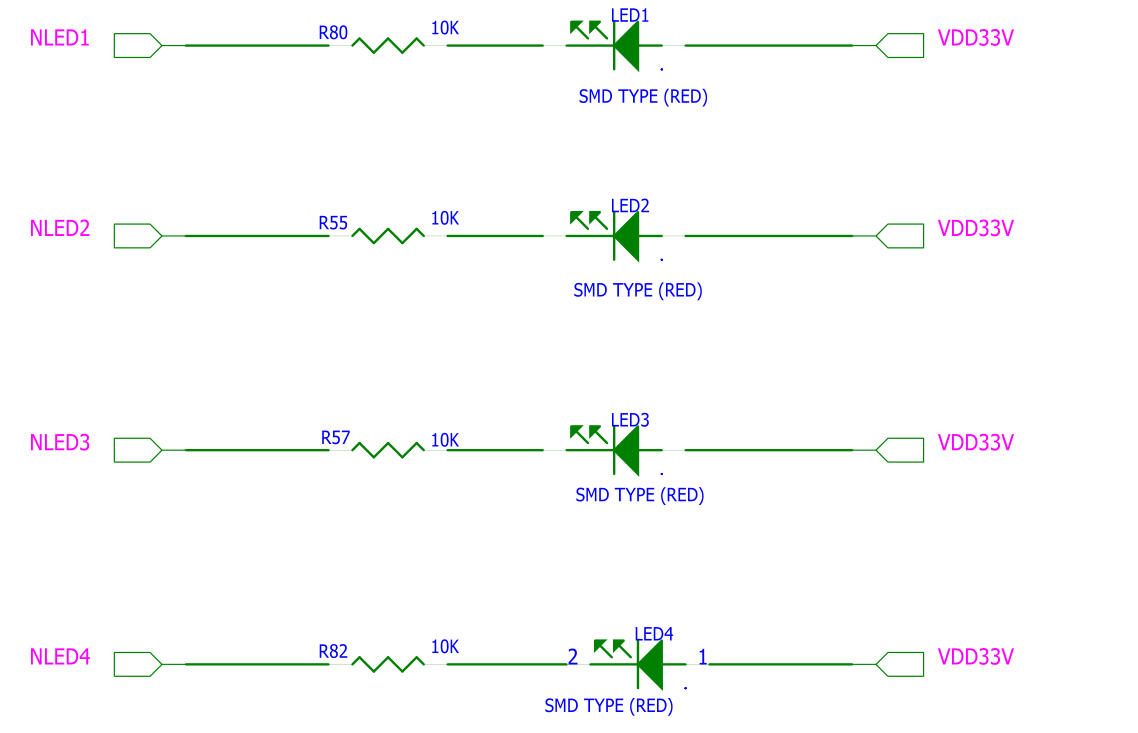 NLED1 R80 10K LED1 VDD33V
SMD TYPE (RED)
NLED2 R55 10K LED2 VDD33V
SMD TYPE (RED)
NLED3 R57 10K LED3 VDD33V
SMD TYPE (RED)
NLED4 R82 10K 2 LED4 1 VDD33V
SMD TYPE (RED)